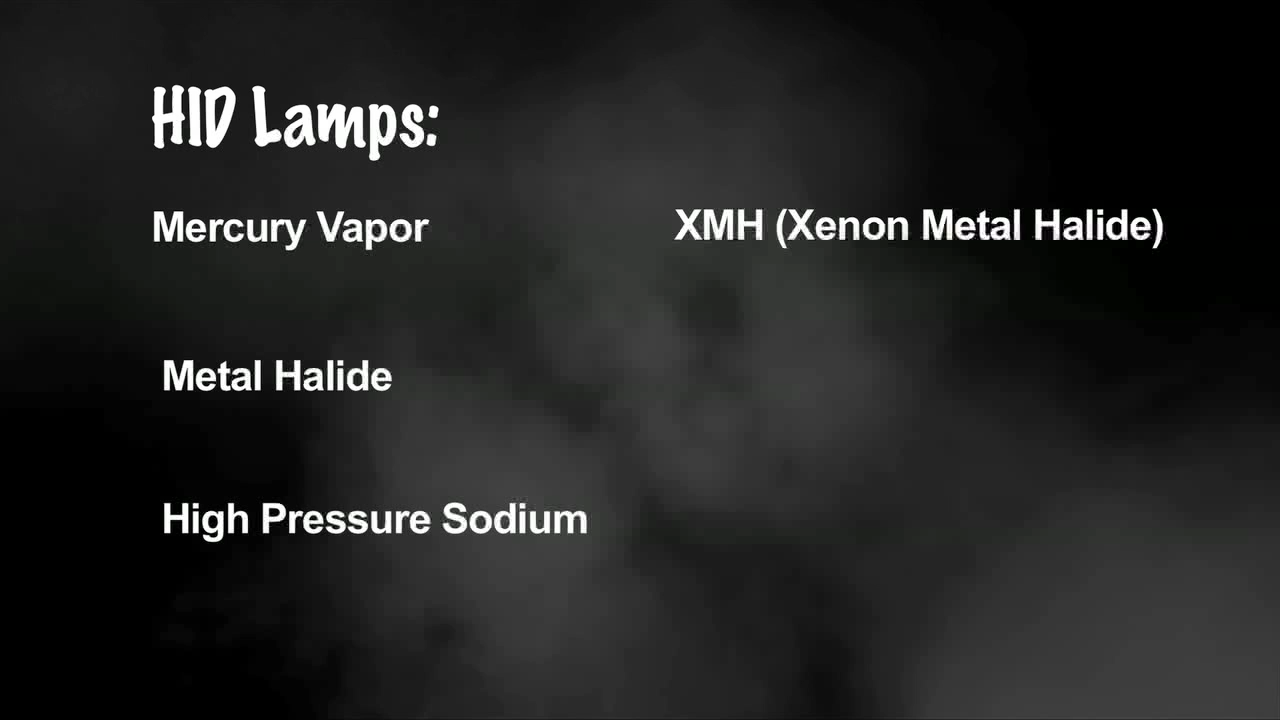 HID Lamps:
Mercury Vapor
XMH (Xenon Metal Halide)
Metal Halide
High Pressure Sodium